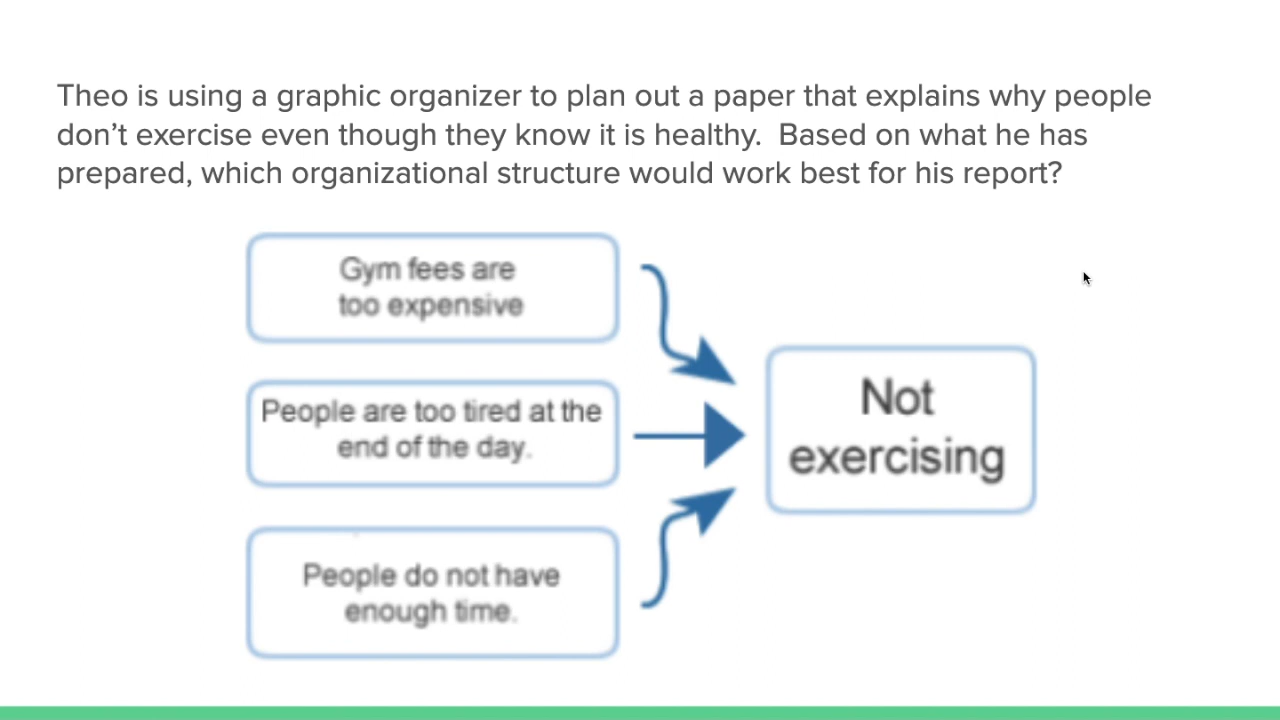 Theo is using a graphic organizer to plan out a paper that explains why people
don’t exercise even though they know it is healthy.  Based on what he has
prepared, which organizational structure would work best for his report?
Gym fees are
too expensive
People are too tired at the
end of the day.
People do not have
enough time.
Not
exercising